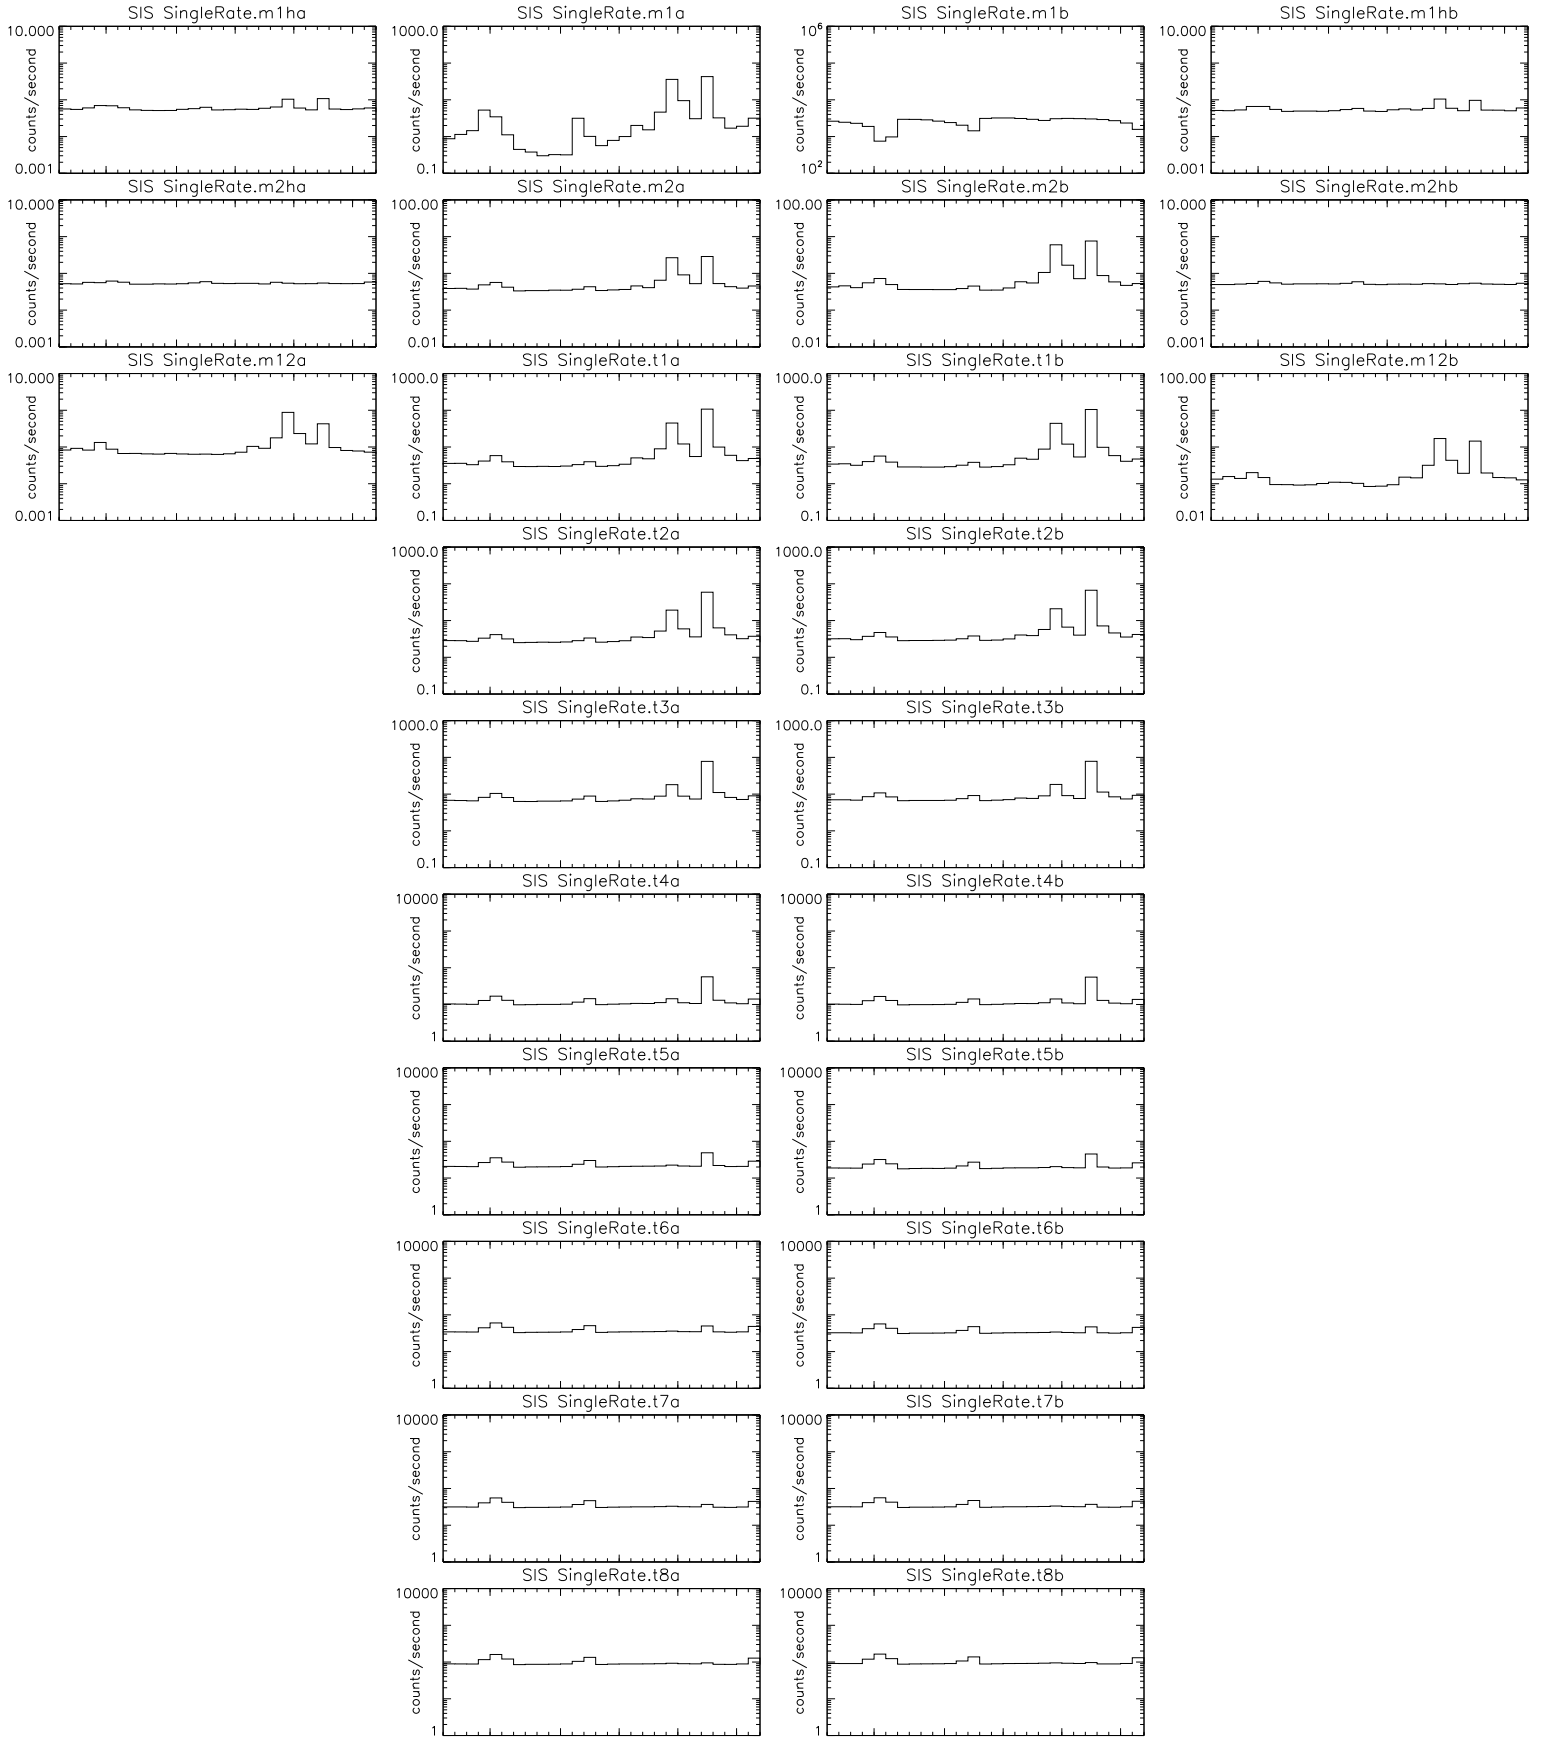 SIS SingleRate.m1ha
10.000
counts/second
0.001
SIS SingleRate.m1a
1000.0
counts/second
0.1
SIS SingleRate.m1b
10⁶
counts/second
10²
SIS SingleRate.m1hb
10.000
counts/second
0.001
SIS SingleRate.m2ha
10.000
counts/second
0.001
SIS SingleRate.m2a
100.00
counts/second
0.01
SIS SingleRate.m2b
100.00
counts/second
0.01
SIS SingleRate.m2hb
10.000
counts/second
0.001
SIS SingleRate.m12a
10.000
counts/second
0.001
SIS SingleRate.t1a
1000.0
counts/second
0.1
SIS SingleRate.t1b
1000.0
counts/second
0.1
SIS SingleRate.m12b
100.00
counts/second
0.01
SIS SingleRate.t2a
1000.0
counts/second
0.1
SIS SingleRate.t2b
1000.0
counts/second
0.1
SIS SingleRate.t3a
1000.0
counts/second
0.1
SIS SingleRate.t3b
1000.0
counts/second
0.1
SIS SingleRate.t4a
10000
counts/second
1
SIS SingleRate.t4b
10000
counts/second
1
SIS SingleRate.t5a
10000
counts/second
1
SIS SingleRate.t5b
10000
counts/second
1
SIS SingleRate.t6a
10000
counts/second
1
SIS SingleRate.t6b
10000
counts/second
1
SIS SingleRate.t7a
10000
counts/second
1
SIS SingleRate.t7b
10000
counts/second
1
SIS SingleRate.t8a
10000
counts/second
1
SIS SingleRate.t8b
10000
counts/second
1